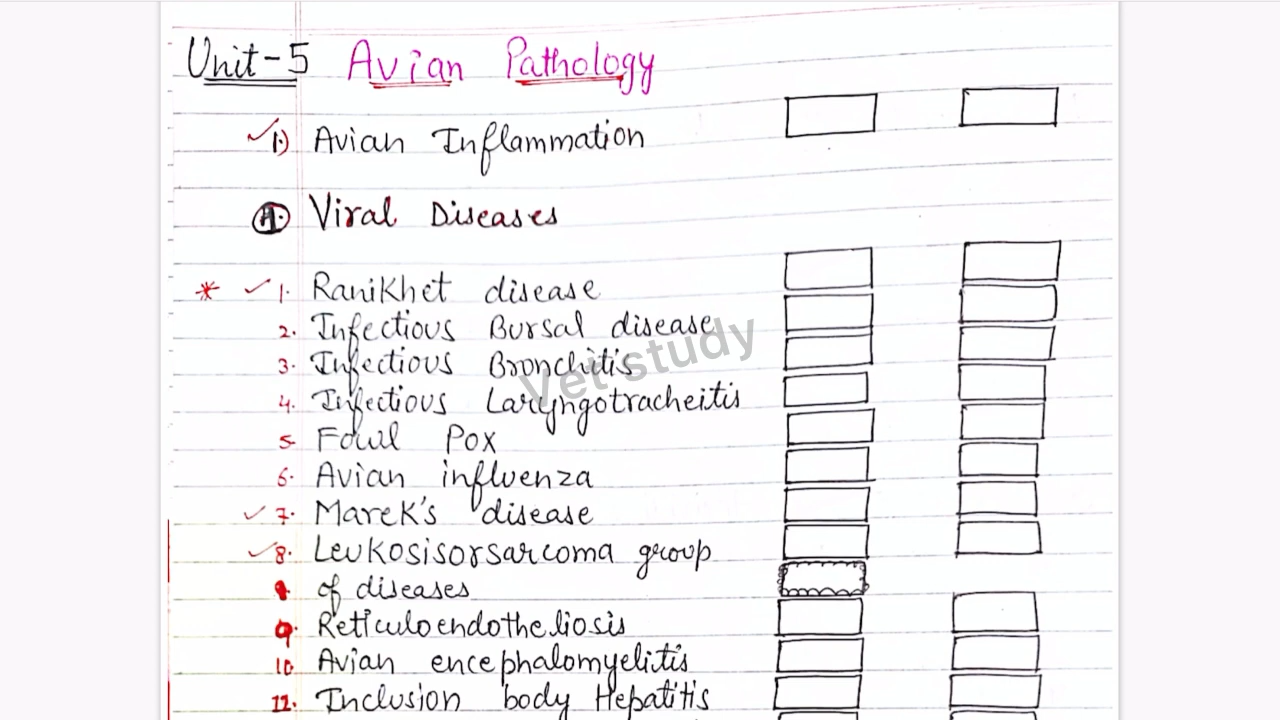 Unit-5 Avian Pathology
1) Avian Inflammation
A. Viral Diseases
* 1. Ranikhet disease
2. Infectious Bursal disease
3. Infectious Bronchitis
4. Infectious Laryngotracheitis
5. Fowl Pox
6. Avian influenza
7. Marek's disease
8. Leukosisorsarcoma group
of diseases
9. Reticuloendotheliosis
10. Avian encephalomyelitis
11. Inclusion body Hepatitis
Vet study